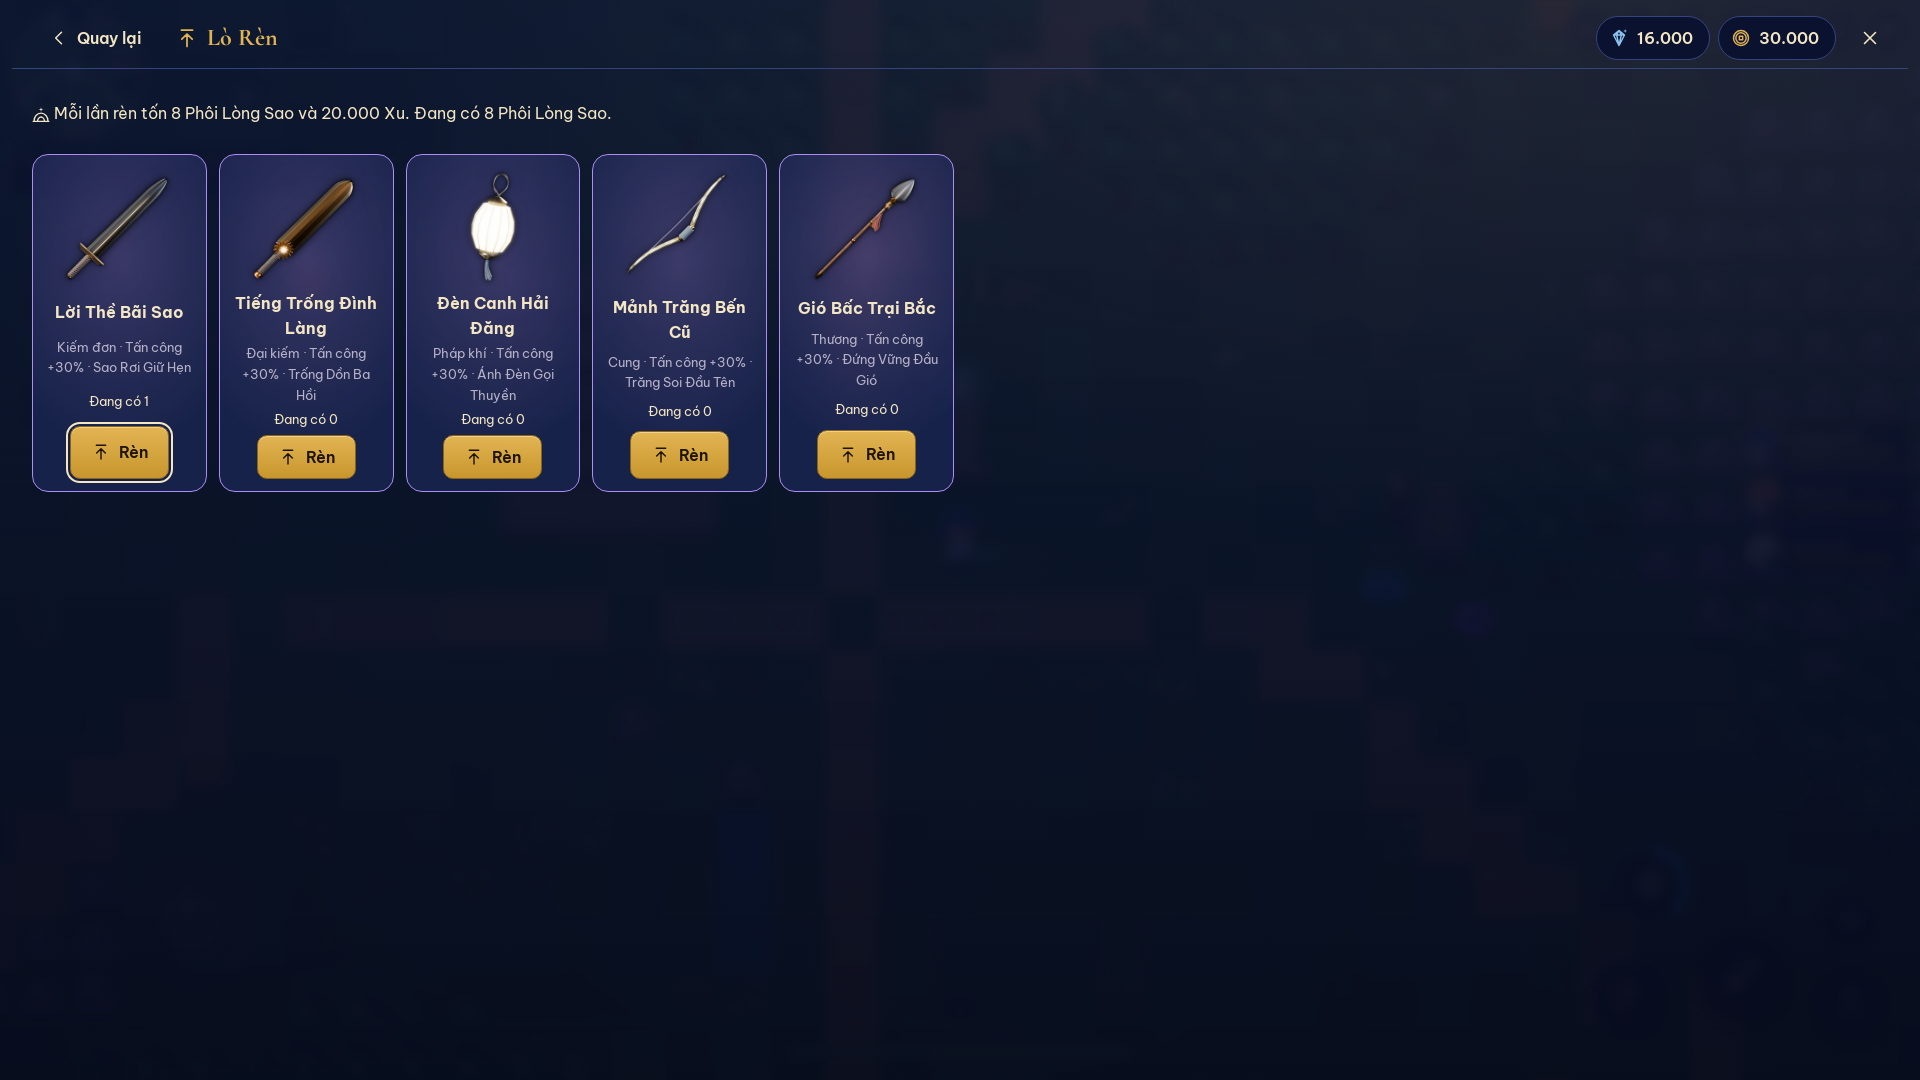 Quay lại
Lò Rèn
16.000
30.000
Mỗi lần rèn tốn 8 Phôi Lòng Sao và 20.000 Xu. Đang có 8 Phôi Lòng Sao.
Lời Thề Bãi Sao
Kiếm đơn · Tấn công
+30% · Sao Rơi Giữ Hẹn
Đang có 1
Rèn
Tiếng Trống Đình
Làng
Đại kiếm · Tấn công
+30% · Trống Dồn Ba
Hồi
Đang có 0
Rèn
Đèn Canh Hải
Đăng
Pháp khí · Tấn công
+30% · Ánh Đèn Gọi
Thuyền
Đang có 0
Rèn
Mảnh Trăng Bến
Cũ
Cung · Tấn công +30% ·
Trăng Soi Đầu Tên
Đang có 0
Rèn
Gió Bấc Trại Bắc
Thương · Tấn công
+30% · Đứng Vững Đầu
Gió
Đang có 0
Rèn